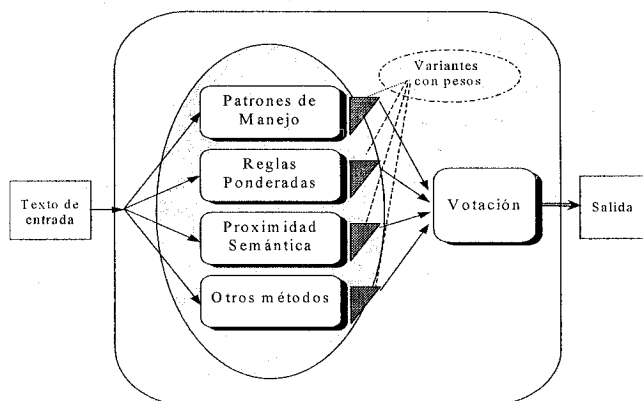 Variantes
con pesos
Patrones de
Manejo
Reglas
Ponderadas
Texto de
entrada
Votación
Salida
Proximidad
Semántica
Otros métodos